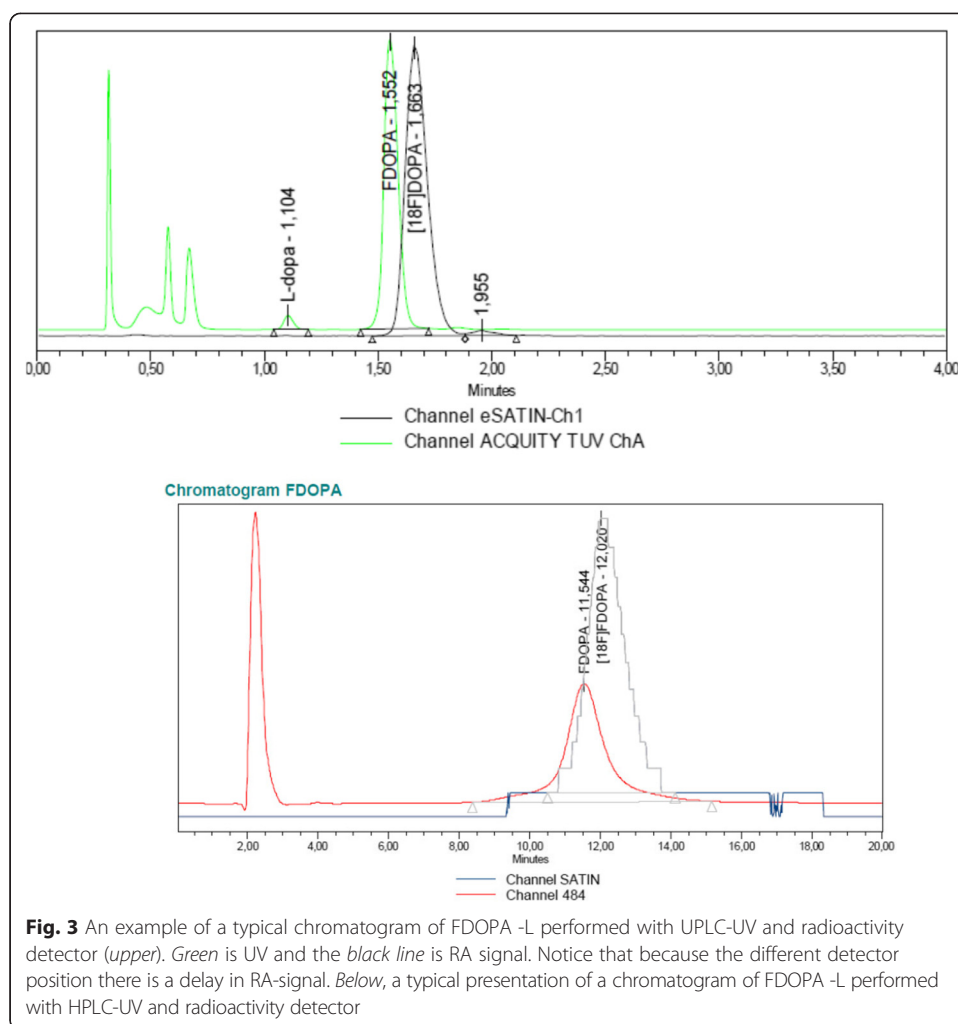 L-dopa - 1,104
FDOPA - 1,552
[18F]DOPA - 1,663
1,955
0,00 0,50 1,00 1,50 2,00 2,50 3,00 3,50 4,00
Minutes
Channel eSATIN-Ch1
Channel ACQUITY TUV ChA
Chromatogram FDOPA
FDOPA - 11,544
[18F]FDOPA - 12,020
2,00 4,00 6,00 8,00 10,00 12,00 14,00 16,00 18,00 20,00
Minutes
Channel SATIN
Channel 484
Fig. 3 An example of a typical chromatogram of FDOPA -L performed with UPLC-UV and radioactivity
detector (upper). Green is UV and the black line is RA signal. Notice that because the different detector
position there is a delay in RA-signal. Below, a typical presentation of a chromatogram of FDOPA -L performed
with HPLC-UV and radioactivity detector